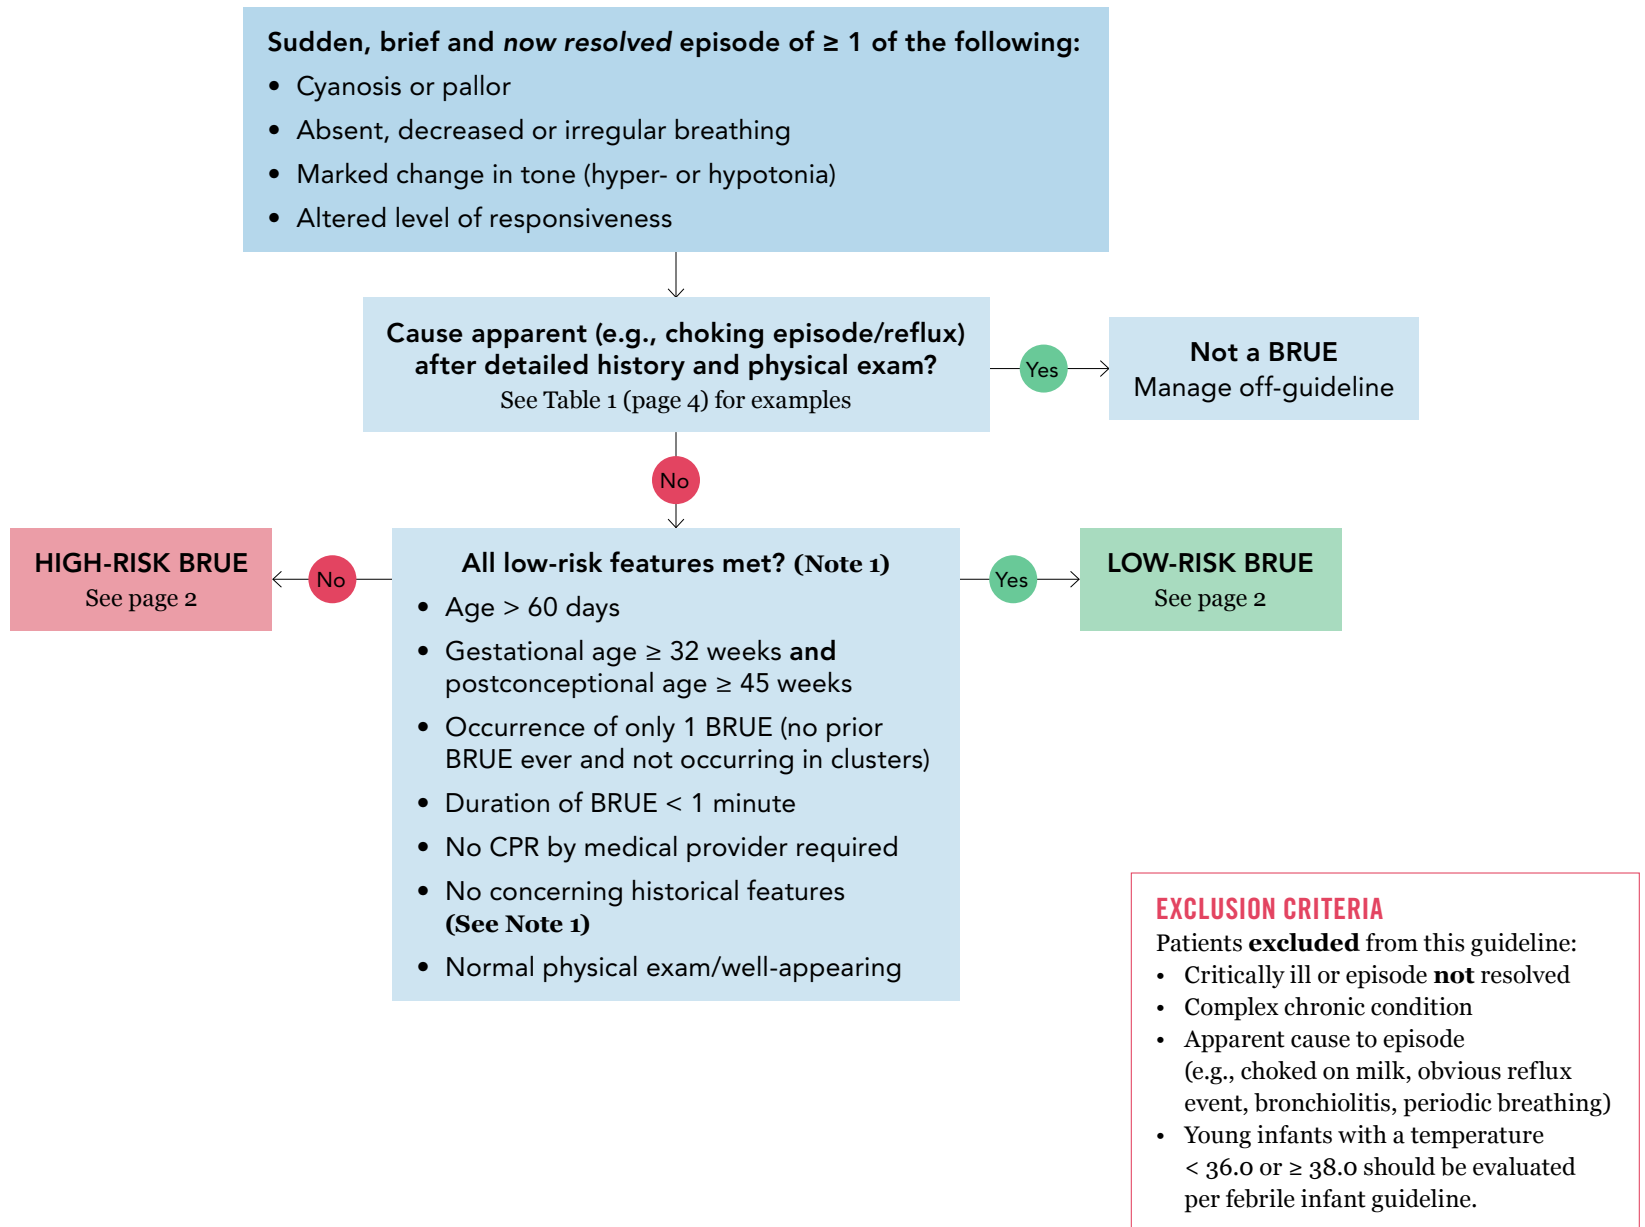 Sudden, brief and now resolved episode of ≥ 1 of the following:
• Cyanosis or pallor
• Absent, decreased or irregular breathing
• Marked change in tone (hyper- or hypotonia)
• Altered level of responsiveness
Cause apparent (e.g., choking episode/reflux)
after detailed history and physical exam?
See Table 1 (page 4) for examples
Yes
Not a BRUE
Manage off-guideline
No
HIGH-RISK BRUE
See page 2
No
All low-risk features met? (Note 1)
• Age > 60 days
• Gestational age ≥ 32 weeks and
postconceptional age ≥ 45 weeks
• Occurrence of only 1 BRUE (no prior
BRUE ever and not occurring in clusters)
• Duration of BRUE < 1 minute
• No CPR by medical provider required
• No concerning historical features
(See Note 1)
• Normal physical exam/well-appearing
Yes
LOW-RISK BRUE
See page 2
EXCLUSION CRITERIA
Patients excluded from this guideline:
• Critically ill or episode not resolved
• Complex chronic condition
• Apparent cause to episode
(e.g., choked on milk, obvious reflux
event, bronchiolitis, periodic breathing)
• Young infants with a temperature
< 36.0 or ≥ 38.0 should be evaluated
per febrile infant guideline.